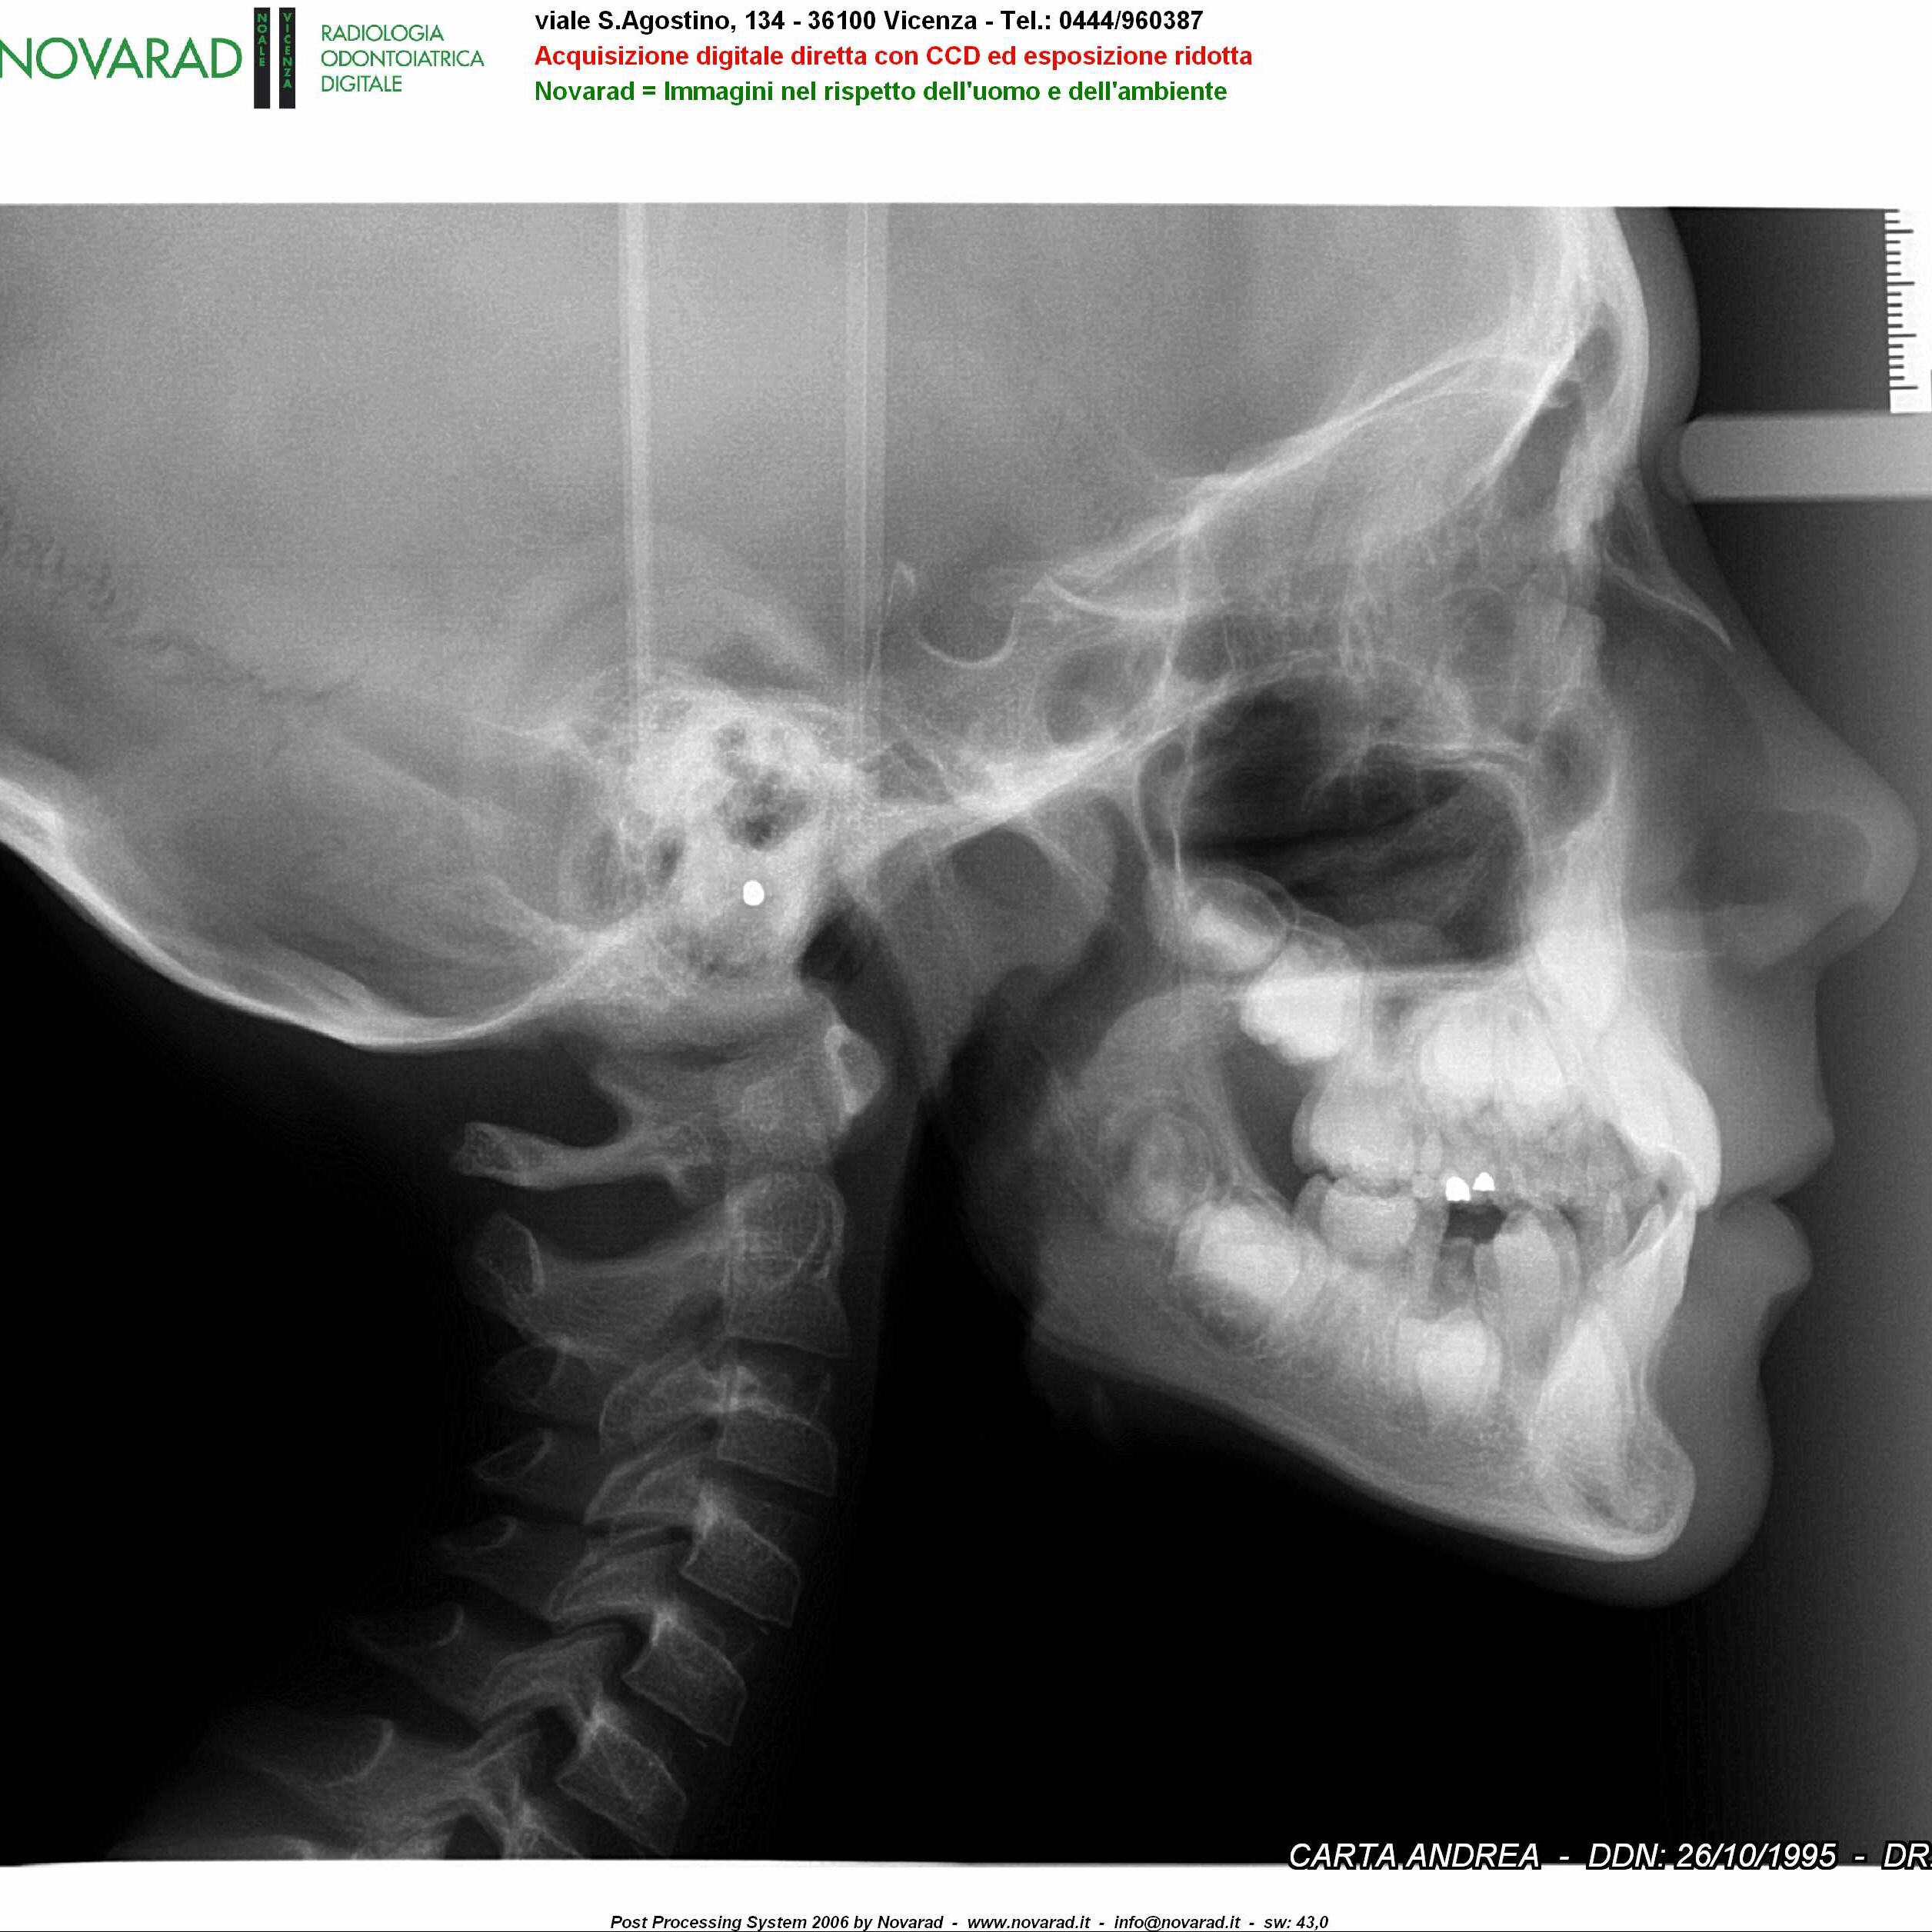 NOVARAD
NOALE
VICENZA
RADIOLOGIA
ODONTOIATRICA
DIGITALE
viale S.Agostino, 134 - 36100 Vicenza - Tel.: 0444/960387
Acquisizione digitale diretta con CCD ed esposizione ridotta
Novarad = Immagini nel rispetto dell'uomo e dell'ambiente
CARTA ANDREA - DDN: 26/10/1995 - DR
Post Processing System 2006 by Novarad - www.novarad.it - info@novarad.it - sw: 43,0